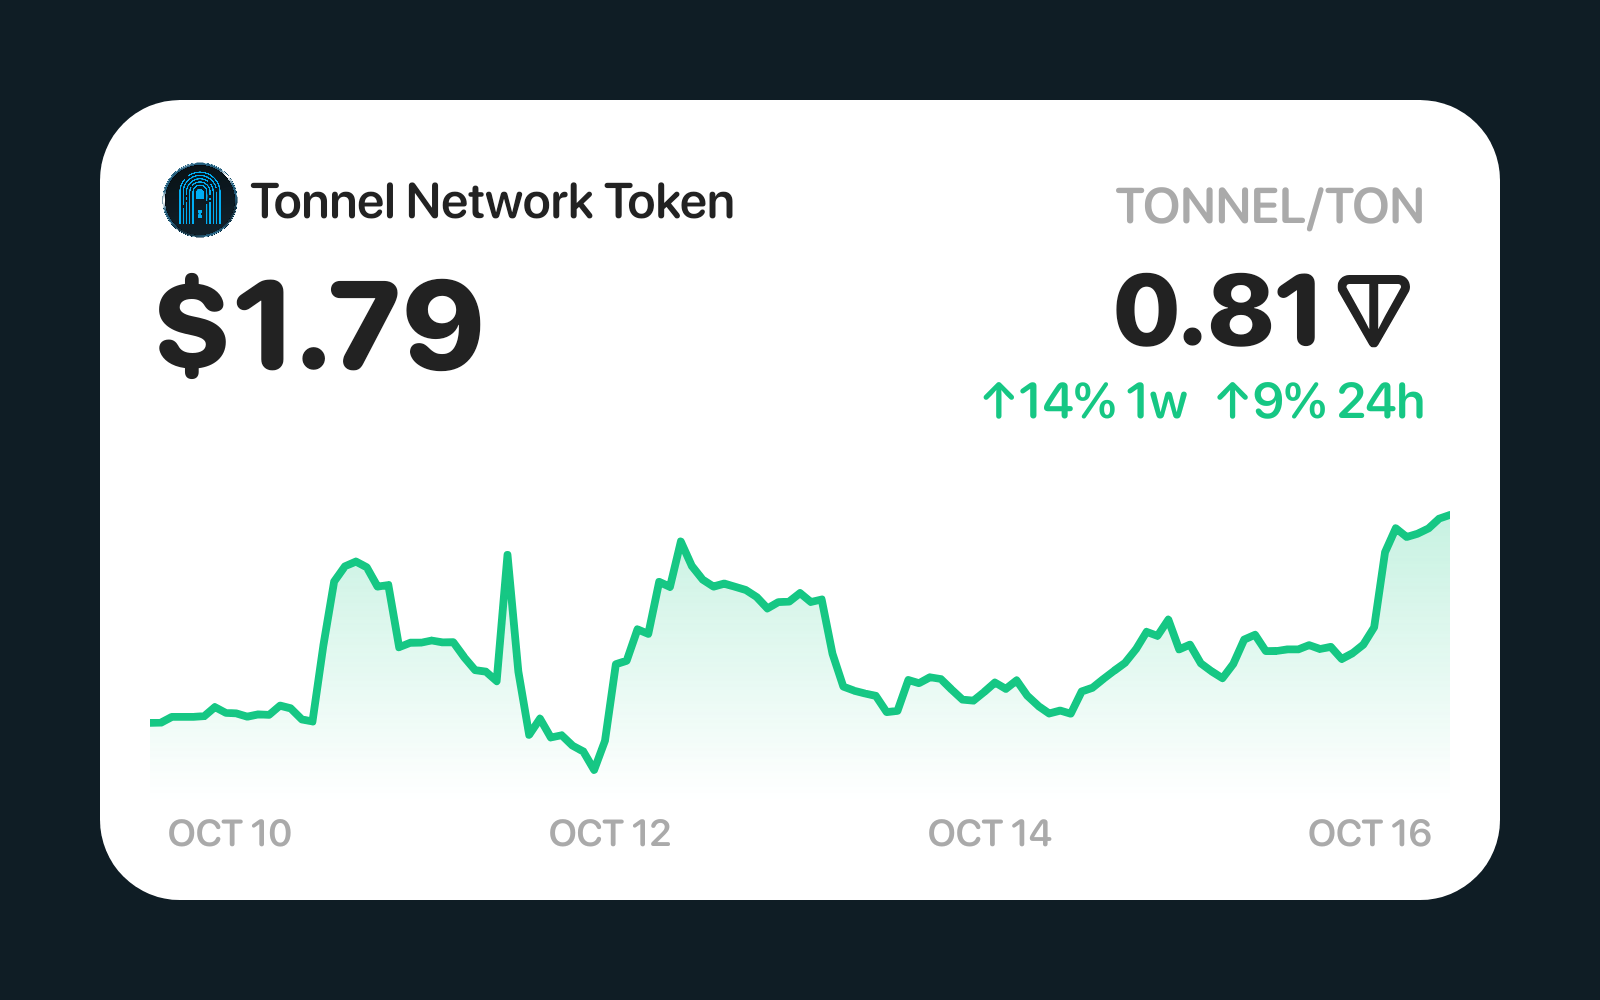 Tonnel Network Token
TONNEL/TON
$1.79
0.81
↑14% 1w ↑9% 24h
OCT 10
OCT 12
OCT 14
OCT 16